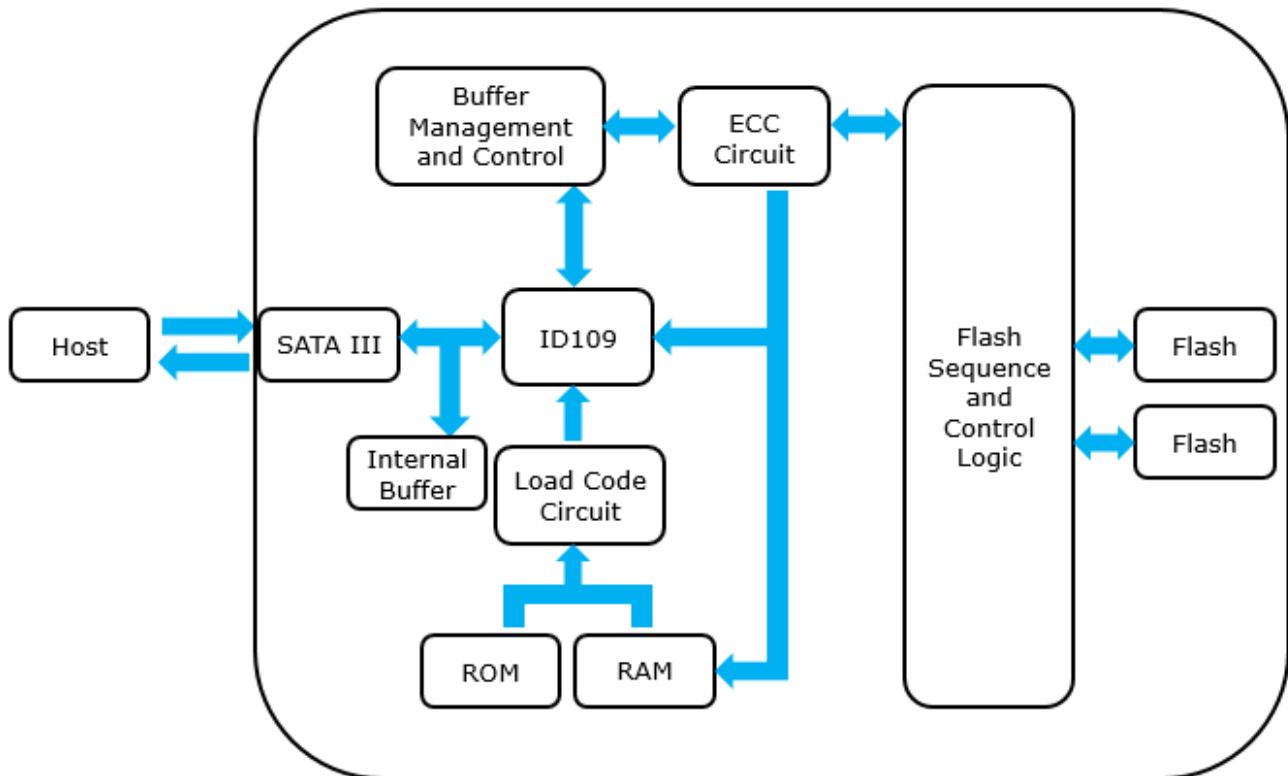 Buffer
Management
and Control
ECC
Circuit
Host
SATA III
ID109
Flash
Sequence
and
Control
Logic
Flash
Flash
Internal
Buffer
Load Code
Circuit
ROM
RAM